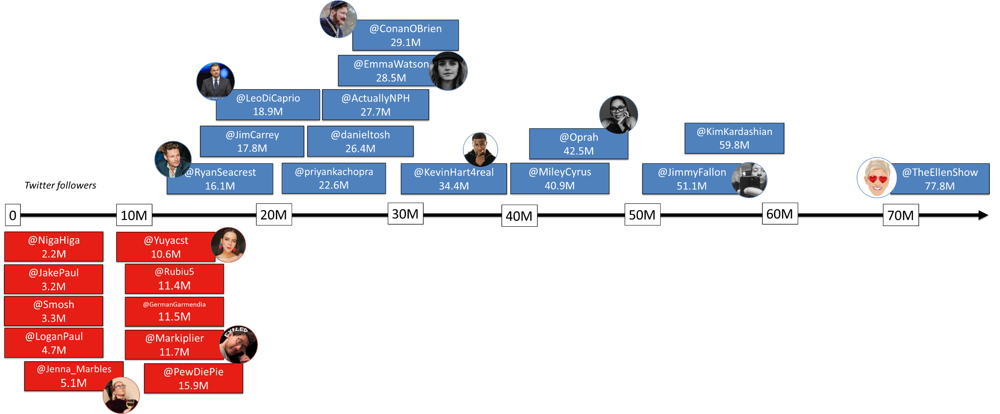 @ConanOBrien
29.1M
@EmmaWatson
28.5M
@LeoDiCaprio
18.9M
@ActuallyNPH
27.7M
@JimCarrey
17.8M
@danieltosh
26.4M
@Oprah
42.5M
@KimKardashian
59.8M
@RyanSeacrest
16.1M
@priyankachopra
22.6M
@KevinHart4real
34.4M
@MileyCyrus
40.9M
@JimmyFallon
51.1M
@TheEllenShow
77.8M
Twitter followers
0
10M
20M
30M
40M
50M
60M
70M
@NigaHiga
2.2M
@Yuyacst
10.6M
@JakePaul
3.2M
@Rubiu5
11.4M
@Smosh
3.3M
@GermanGarmendia
11.5M
EXILED
@LoganPaul
4.7M
@Markiplier
11.7M
@Jenna_Marbles
5.1M
@PewDiePie
15.9M